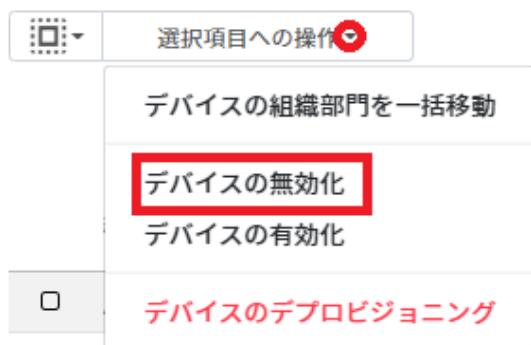 選択項目への操作
デバイスの組織部門を一括移動
デバイスの無効化
デバイスの有効化
デバイスのデプロビジョニング